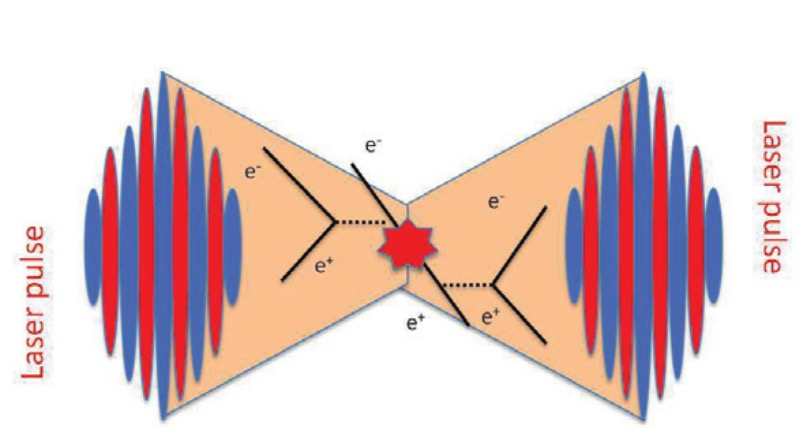 Laser pulse
e⁻
e⁺
e⁻
e⁺
e⁻
e⁺
Laser pulse